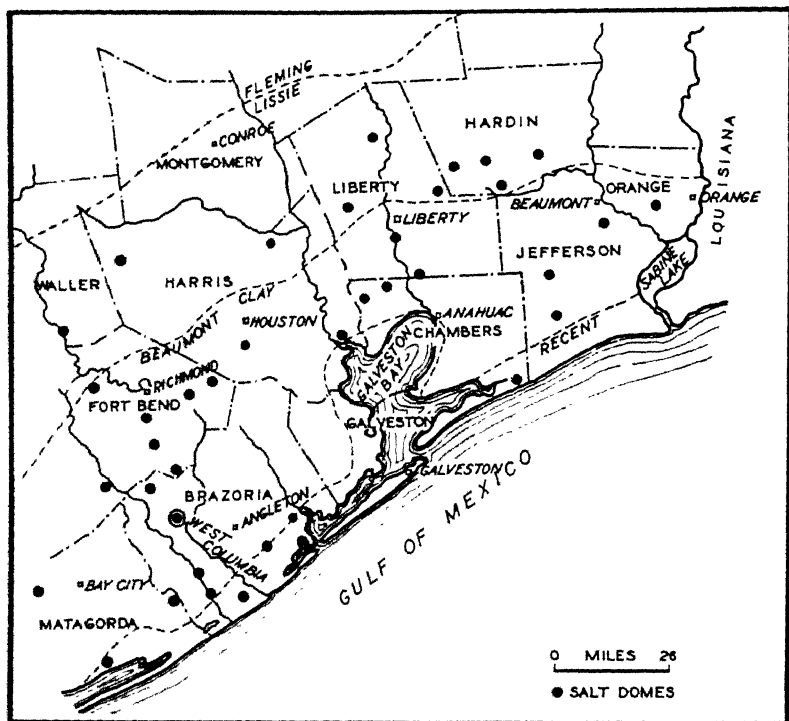 FLEMING
LISSIE
CONROE
MONTGOMERY
HARDIN
LIBERTY
LIBERTY
BEAUMONT
ORANGE
ORANGE
LOUISIANA
JEFFERSON
SABINE
LAKE
WALLER
HARRIS
BEAUMONT CLAY
HOUSTON
ANAHUAC
CHAMBERS
RECENT
GALVESTON
BAY
RICHMOND
FORT BEND
GALVESTON
GALVESTON
BRAZORIA
ANGLETON
WEST
COLUMBIA
BAY CITY
MATAGORDA
GULF OF MEXICO
0 MILES 26
SALT DOMES